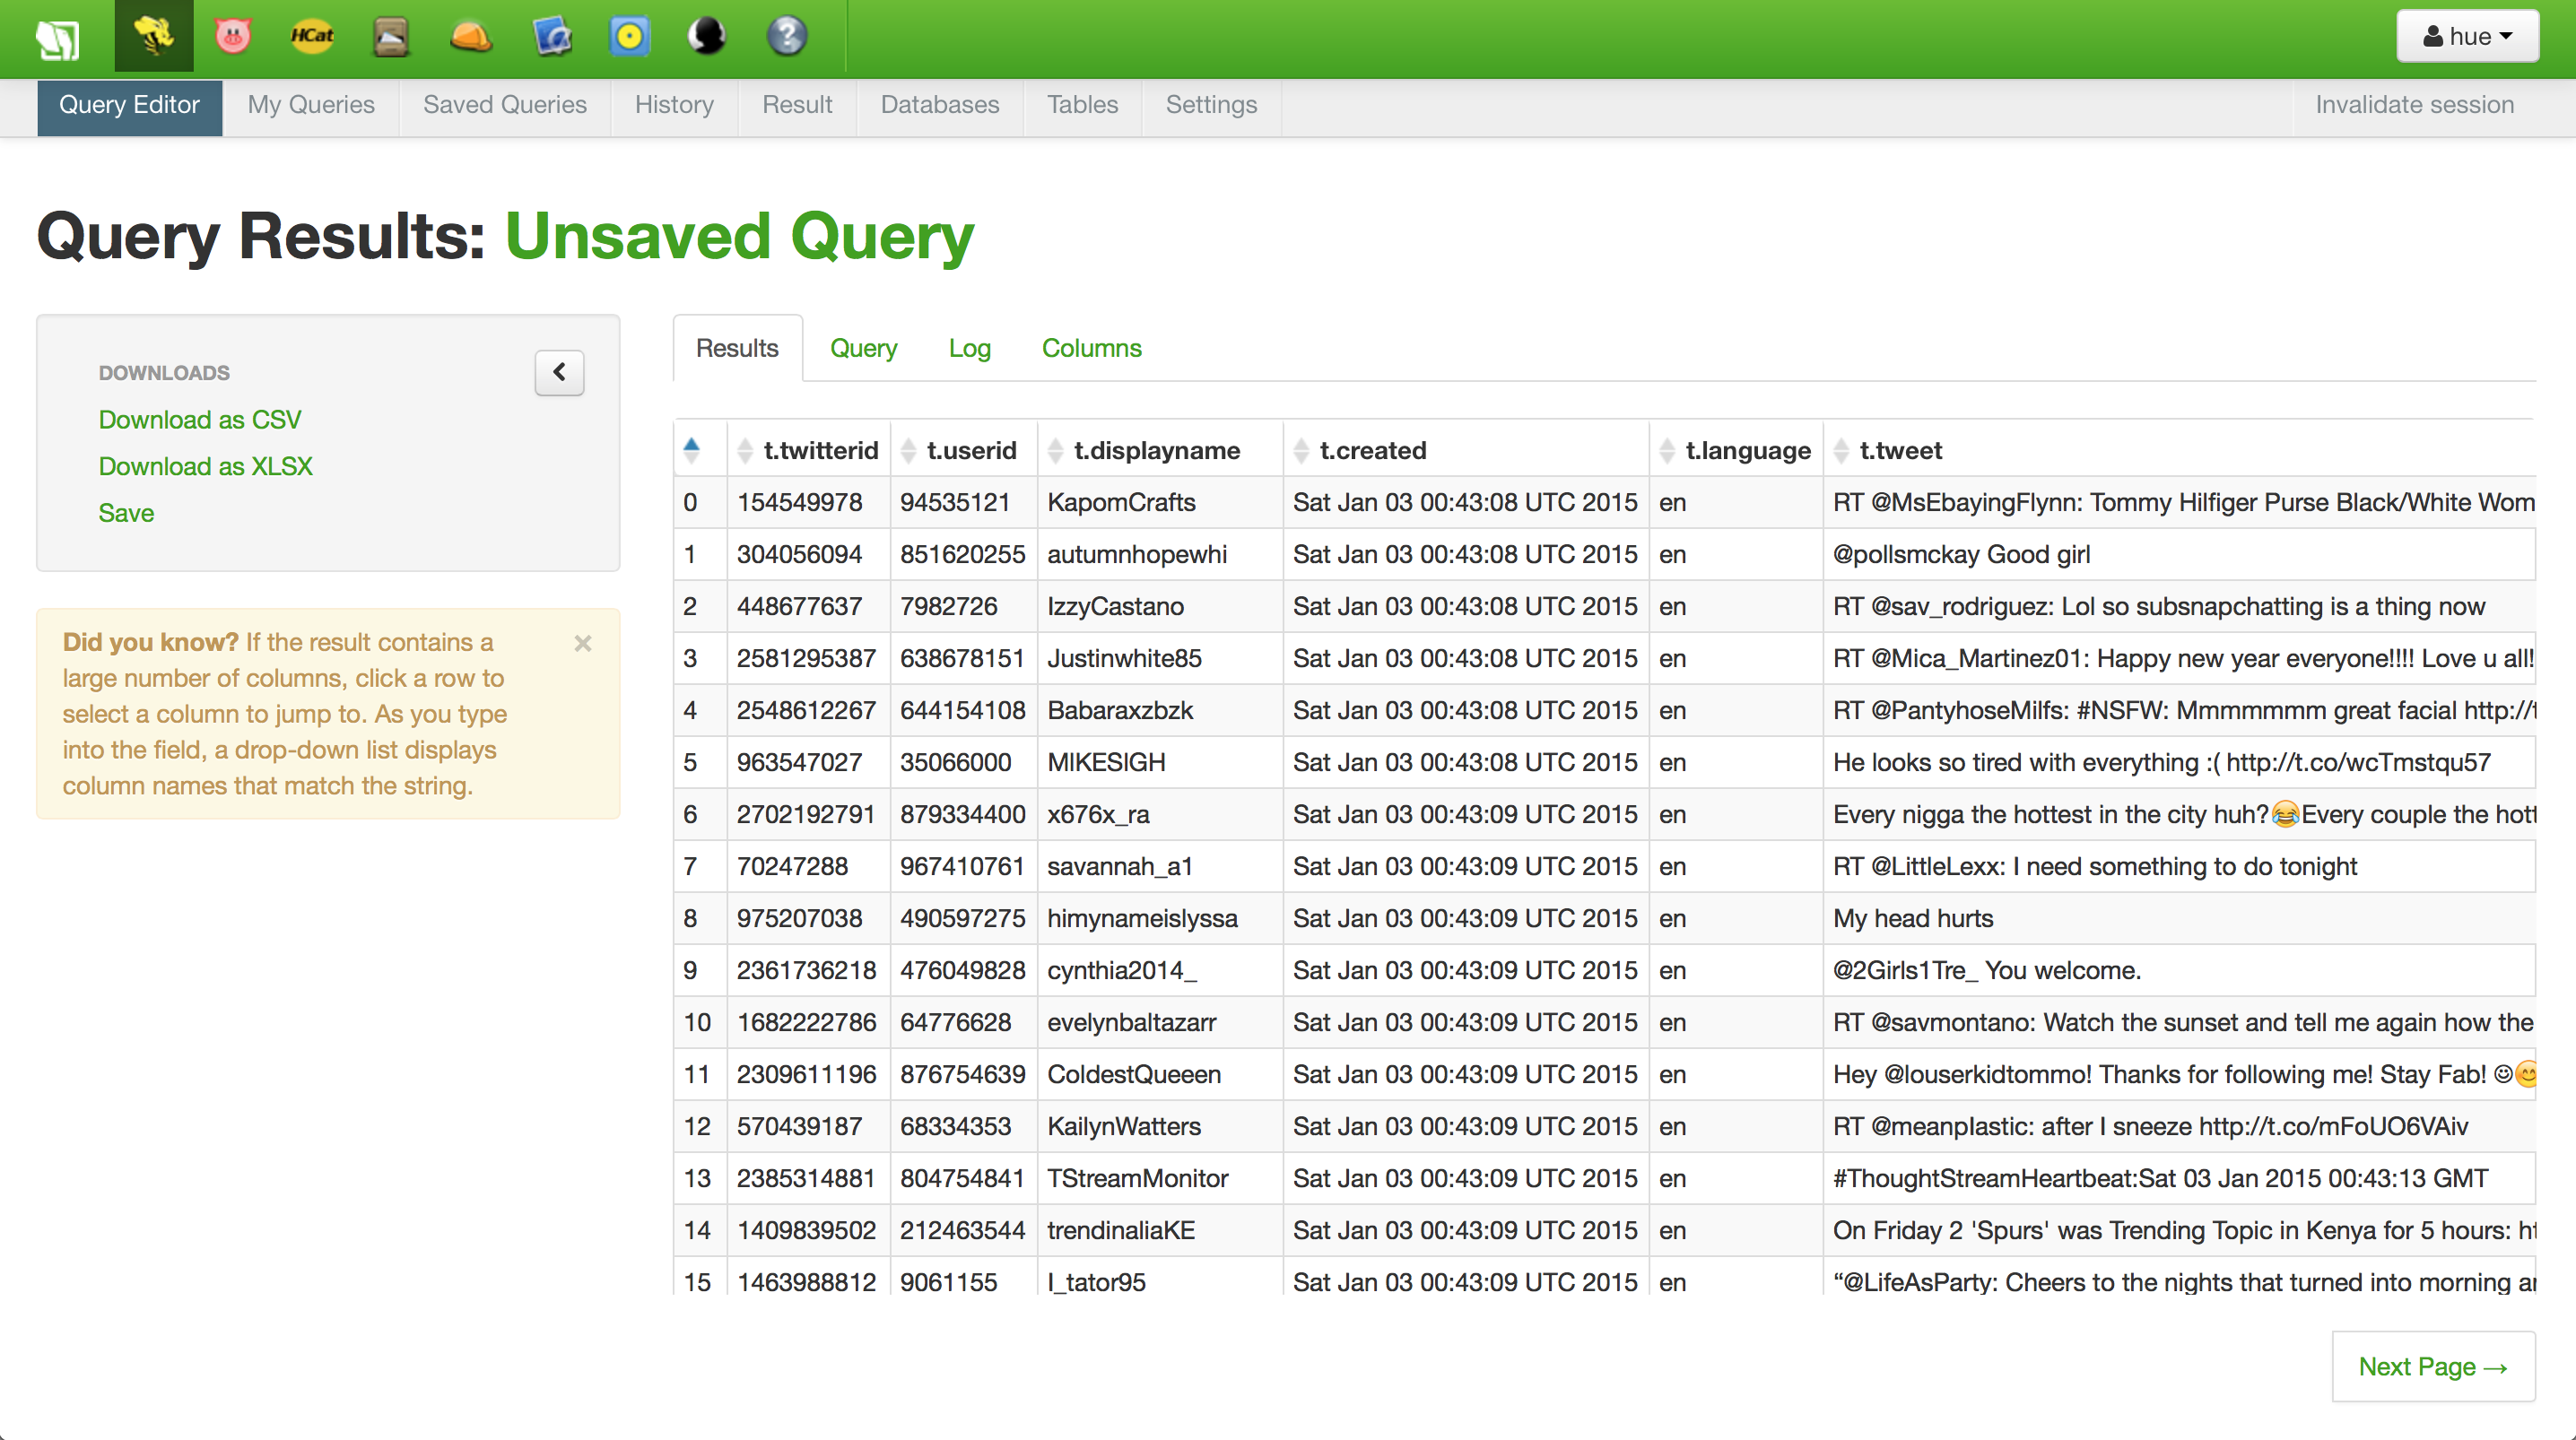 HCat
hue
Query Editor My Queries Saved Queries History Result Databases Tables Settings Invalidate session
Query Results: Unsaved Query
DOWNLOADS
Download as CSV
Download as XLSX
Save
Did you know? If the result contains a
large number of columns, click a row to
select a column to jump to. As you type
into the field, a drop-down list displays
column names that match the string.
Results Query Log Columns
t.twitterid t.userid t.displayname t.created t.language t.tweet
0 154549978 94535121 KapomCrafts Sat Jan 03 00:43:08 UTC 2015 en RT @MsEbayingFlynn: Tommy Hilfiger Purse Black/White Wom
1 304056094 851620255 autumnhopewhi Sat Jan 03 00:43:08 UTC 2015 en @pollsmckay Good girl
2 448677637 7982726 IzzyCastano Sat Jan 03 00:43:08 UTC 2015 en RT @sav_rodriguez: Lol so subsnapchatting is a thing now
3 2581295387 638678151 Justinwhite85 Sat Jan 03 00:43:08 UTC 2015 en RT @Mica_Martinez01: Happy new year everyone!!!! Love u all!
4 2548612267 644154108 Babaraxzbzk Sat Jan 03 00:43:08 UTC 2015 en RT @PantyhoseMilfs: #NSFW: Mmmmmmm great facial http://t
5 963547027 35066000 MIKESIGH Sat Jan 03 00:43:08 UTC 2015 en He looks so tired with everything :( http://t.co/wcTmstqu57
6 2702192791 879334400 x676x_ra Sat Jan 03 00:43:09 UTC 2015 en Every nigga the hottest in the city huh?😂Every couple the hott
7 70247288 967410761 savannah_a1 Sat Jan 03 00:43:09 UTC 2015 en RT @LittleLexx: I need something to do tonight
8 975207038 490597275 himynameislyssa Sat Jan 03 00:43:09 UTC 2015 en My head hurts
9 2361736218 476049828 cynthia2014_ Sat Jan 03 00:43:09 UTC 2015 en @2Girls1Tre_ You welcome.
10 1682222786 64776628 evelynbaltazarr Sat Jan 03 00:43:09 UTC 2015 en RT @savmontano: Watch the sunset and tell me again how the
11 2309611196 876754639 ColdestQueeen Sat Jan 03 00:43:09 UTC 2015 en Hey @louserkidtommo! Thanks for following me! Stay Fab! ☺😊
12 570439187 68334353 KailynWatters Sat Jan 03 00:43:09 UTC 2015 en RT @meanplastic: after I sneeze http://t.co/mFoUO6VAiv
13 2385314881 804754841 TStreamMonitor Sat Jan 03 00:43:09 UTC 2015 en #ThoughtStreamHeartbeat:Sat 03 Jan 2015 00:43:13 GMT
14 1409839502 212463544 trendinaliaKE Sat Jan 03 00:43:09 UTC 2015 en On Friday 2 'Spurs' was Trending Topic in Kenya for 5 hours: ht
15 1463988812 9061155 I_tator95 Sat Jan 03 00:43:09 UTC 2015 en “@LifeAsParty: Cheers to the nights that turned into morning an
Next Page →